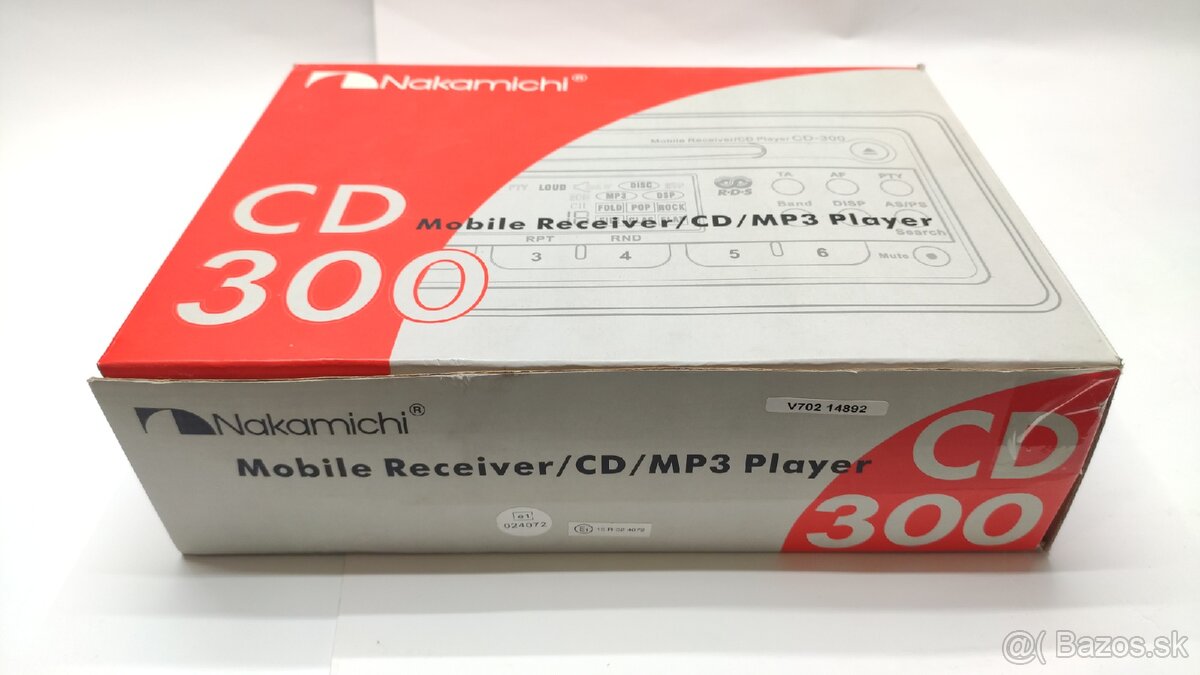 Nakamichi®
Mobile Receiver/CD Player CD-300
CD
300
Mobile Receiver/CD/MP3 Player
PTY LOUD DISC
MP3 DSP
FOLD POP ROCK
R·D·S
TA AF PTY
Band DISP AS/PS
Search
RPT RND
3 4 5 6
Mute
Nakamichi®
V702 14892
Mobile Receiver/CD/MP3 Player
CD
300
e1
024072
E1
@( Bazos.sk